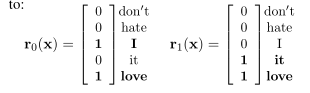 to:
0 don't 0 don't
0 hate 0 hate
r₀(x) = 1 I r₁(x) = 0 I
0 it 1 it
1 love 1 love